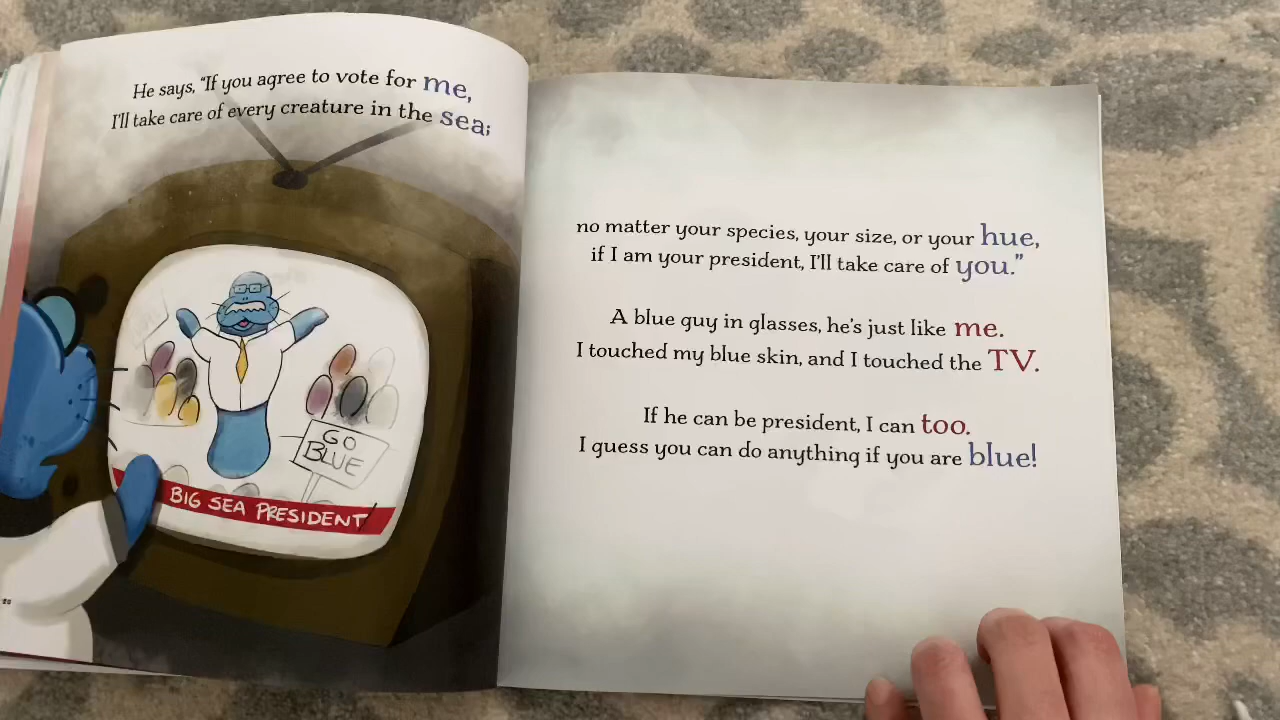 He says, “If you agree to vote for me,
I'll take care of every creature in the sea;
GO
BLUE
BIG SEA PRESIDENT
no matter your species, your size, or your hue,
if I am your president, I'll take care of you.”
A blue guy in glasses, he's just like me.
I touched my blue skin, and I touched the TV.
If he can be president, I can too.
I guess you can do anything if you are blue!